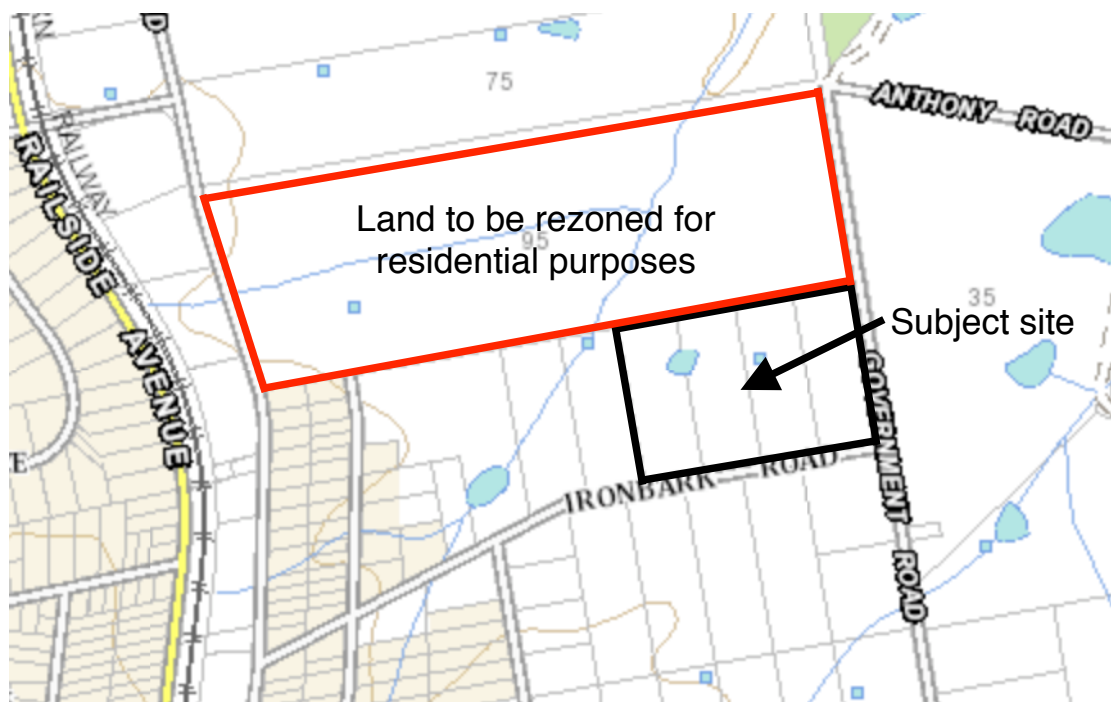 D
75
ANTHONY ROAD
RAILWAY
RAILSIDE
AVENUE
Land to be rezoned for
95
residential purposes
35
Subject site
GOVERNMENT ROAD
IRONBARK ROAD
E